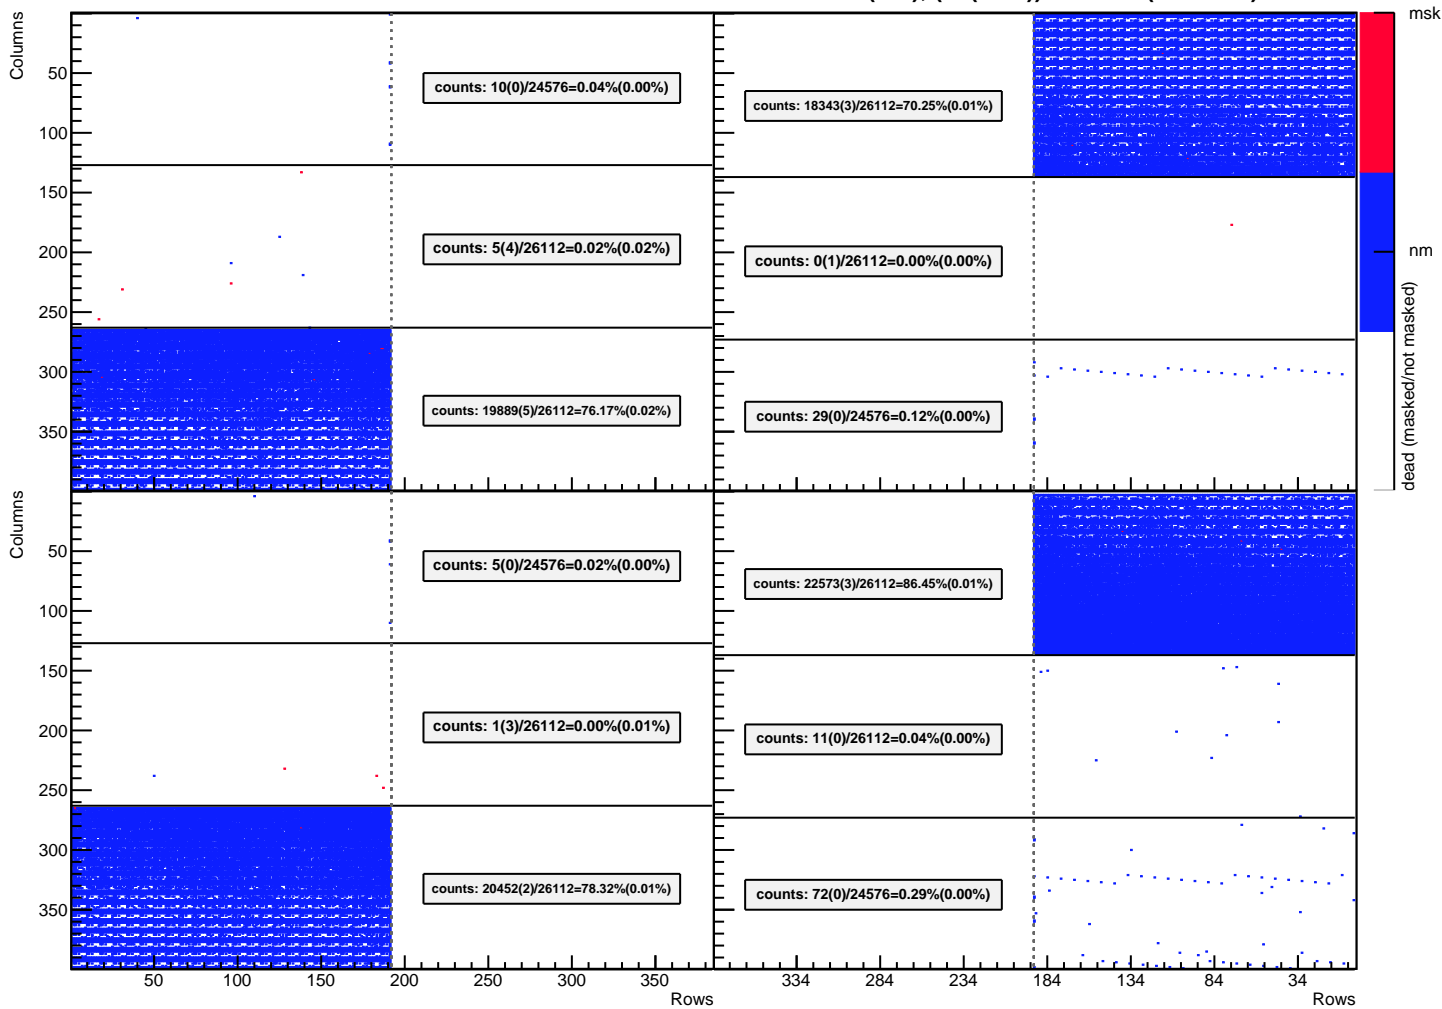 msk
nm
dead (masked/not masked)
Columns
50
100
150
200
250
300
350
counts: 10(0)/24576=0.04%(0.00%)
counts: 5(4)/26112=0.02%(0.02%)
counts: 19889(5)/26112=76.17%(0.02%)
counts: 18343(3)/26112=70.25%(0.01%)
counts: 0(1)/26112=0.00%(0.00%)
counts: 29(0)/24576=0.12%(0.00%)
Columns
50
100
150
200
250
300
350
counts: 5(0)/24576=0.02%(0.00%)
counts: 1(3)/26112=0.00%(0.01%)
counts: 20452(2)/26112=78.32%(0.01%)
counts: 22573(3)/26112=86.45%(0.01%)
counts: 11(0)/26112=0.04%(0.00%)
counts: 72(0)/24576=0.29%(0.00%)
50 100 150 200 250 300 350
Rows
334 284 234 184 134 84 34
Rows